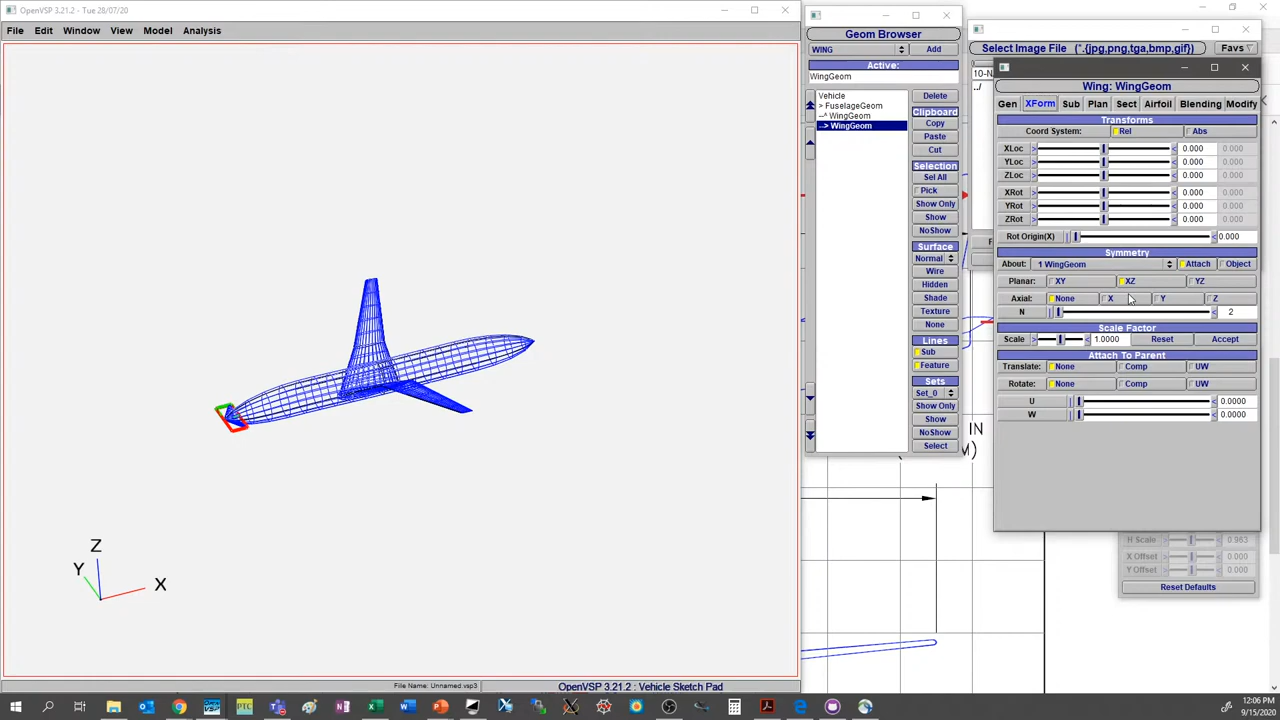 OpenVSP 3.21.2 - Tue 28/07/20
File Edit Window View Model Analysis
Z
Y
X
File Name: Unnamed.vsp3
OpenVSP 3.21.2 : Vehicle Sketch Pad
Geom Browser
WING Add
Active:
WingGeom
Vehicle
> FuselageGeom
--^ WingGeom
--> WingGeom
Delete
Clipboard
Copy
Paste
Cut
Selection
Sel All
Pick
Show Only
Show
NoShow
Surface
Normal
Wire
Hidden
Shade
Texture
None
Lines
Sub
Feature
Sets
Set_0
Show Only
Show
NoShow
Select
Select Image File (*.{jpg,png,tga,bmp,gif})
Favs
../
Wing: WingGeom
Gen XForm Sub Plan Sect Airfoil Blending Modify
Transforms
Coord System: Rel Abs
XLoc > < 0.000 0.000
YLoc > < 0.000 0.000
ZLoc > < 0.000 0.000
XRot > < 0.000 0.000
YRot > < 0.000 0.000
ZRot > < 0.000 0.000
Rot Origin(X) | < 0.000
Symmetry
About: 1 WingGeom Attach Object
Planar: XY XZ YZ
Axial: None X Y Z
N | < 2
Scale Factor
Scale > < 1.0000 Reset Accept
Attach To Parent
Translate: None Comp UW
Rotate: None Comp UW
U | < 0.0000
W | < 0.0000
IN
M)
H Scale > < 0.963
X Offset > < 0.000
Y Offset > < 0.000
Reset Defaults
12:06 PM
9/15/2020